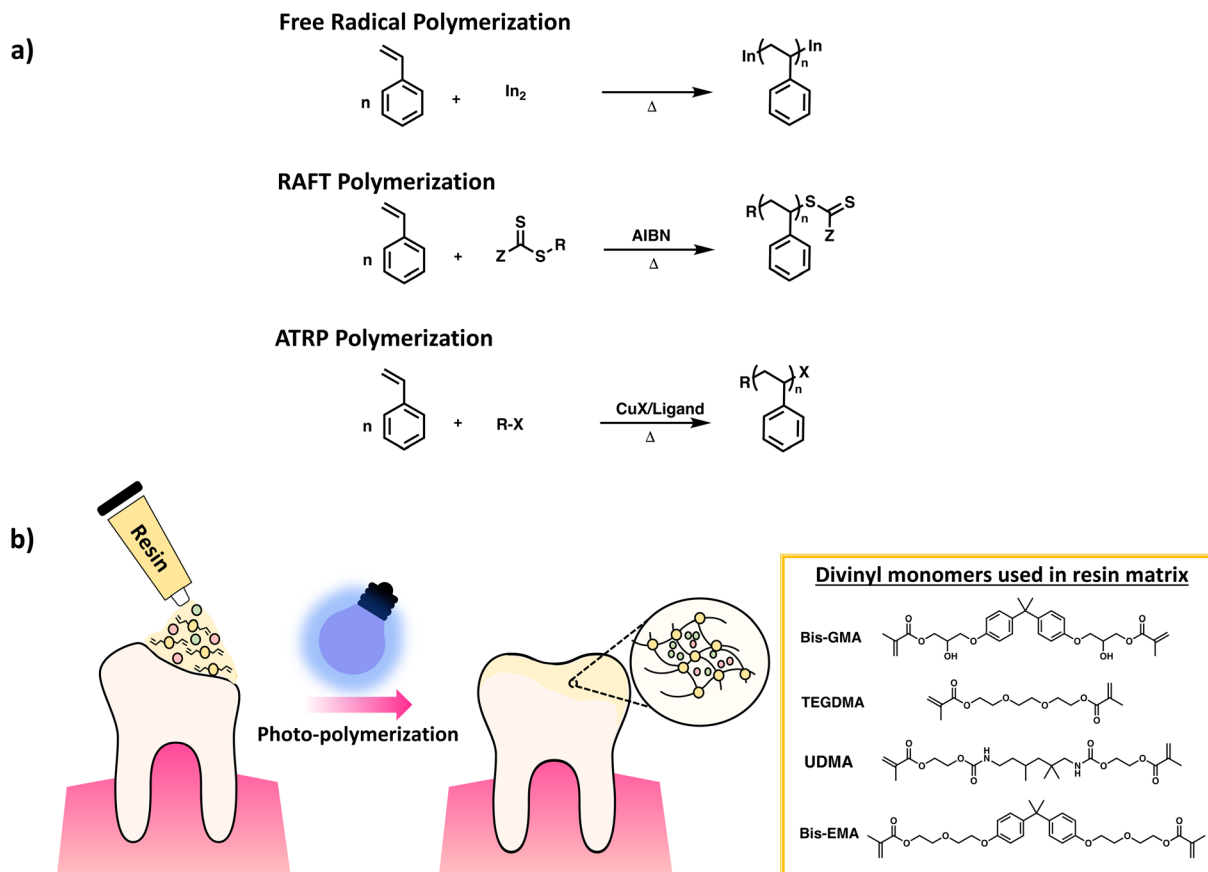 a)
Free Radical Polymerization
n
+
In₂
Δ
In
In
n
RAFT Polymerization
n
+
S
Z
S
R
AIBN
Δ
R
n
S
S
Z
ATRP Polymerization
n
+
R-X
CuX/Ligand
Δ
R
X
n
b)
Resin
Photo-polymerization
Divinyl monomers used in resin matrix
Bis-GMA
O
O
OH
O
O
OH
O
O
TEGDMA
O
O
O
O
O
O
UDMA
O
O
O
O
H
N
N
H
O
O
O
O
Bis-EMA
O
O
O
O
O
O
O
O